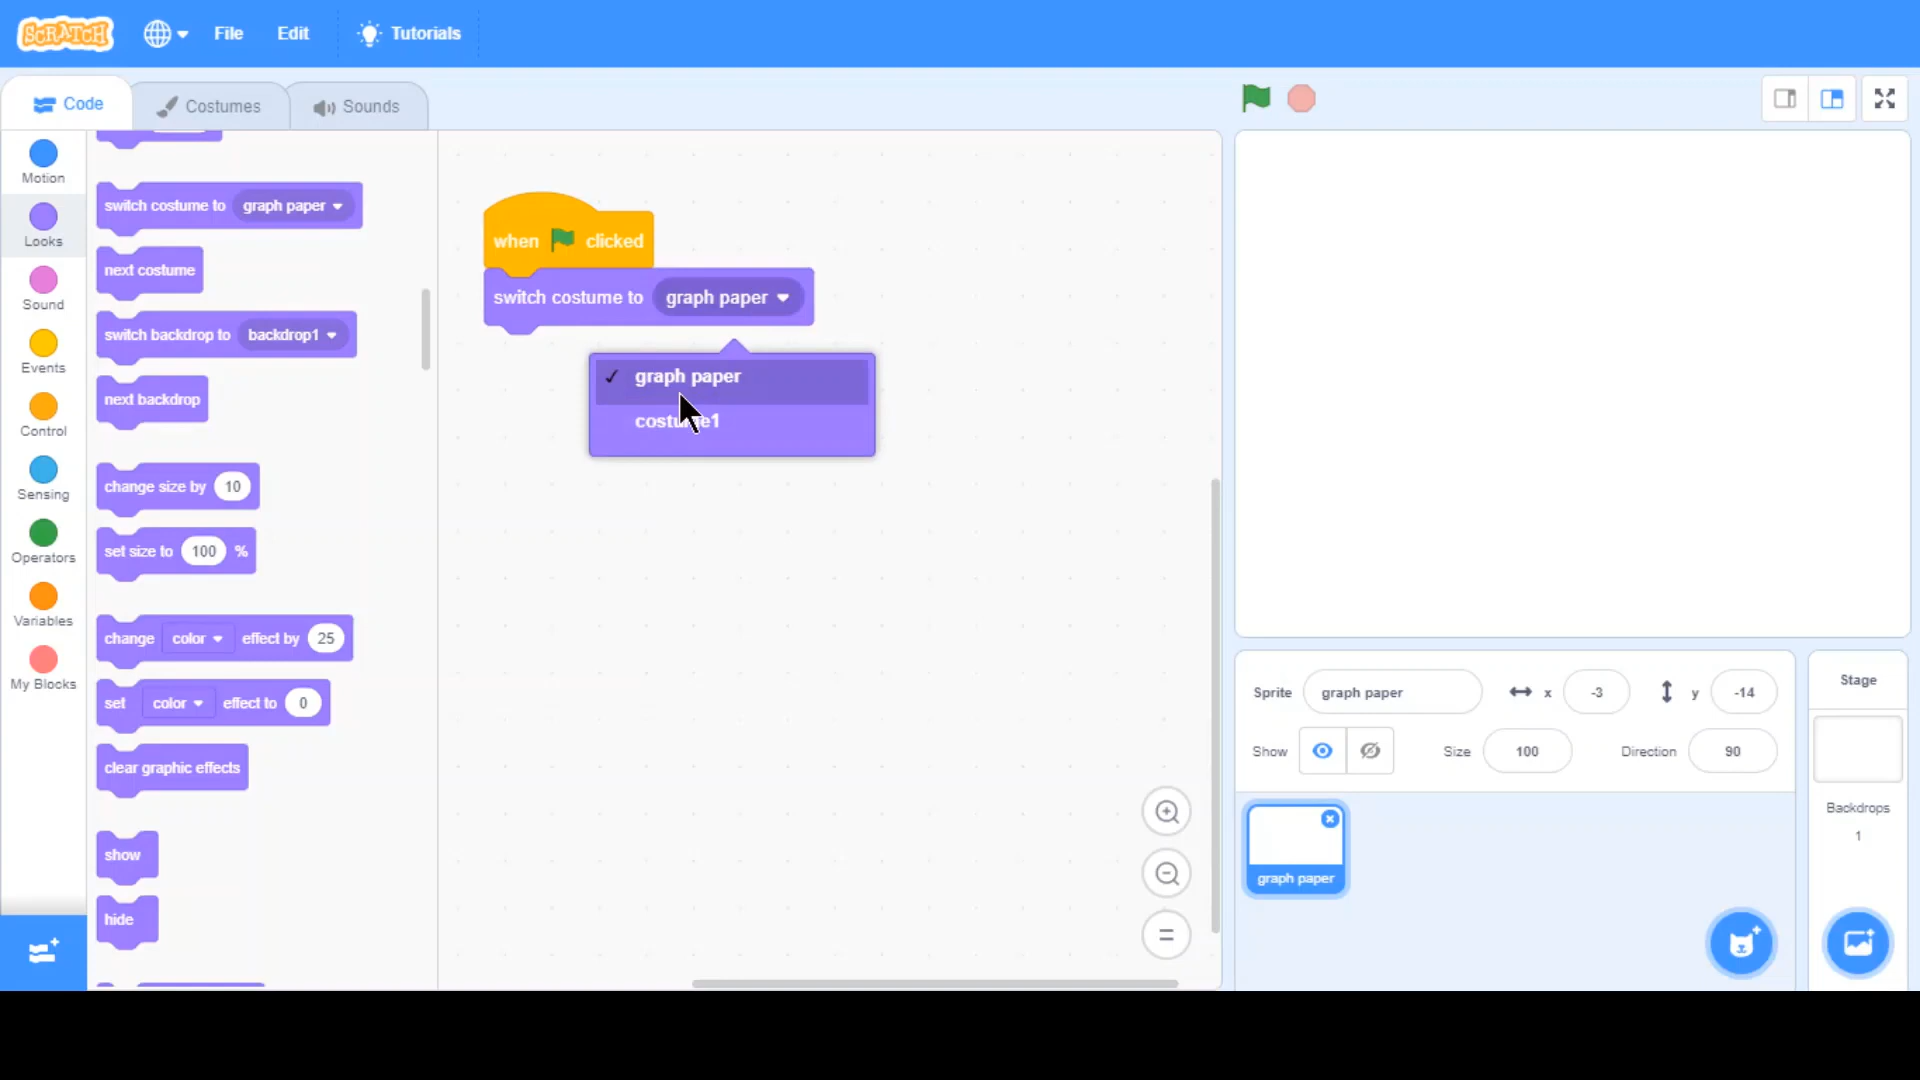 SCRATCH File Edit Tutorials
Code Costumes Sounds
Motion
Looks
Sound
Events
Control
Sensing
Operators
Variables
My Blocks
switch costume to graph paper
next costume
switch backdrop to backdrop1
next backdrop
change size by 10
set size to 100 %
change color effect by 25
set color effect to 0
clear graphic effects
show
hide
when clicked
switch costume to graph paper
✓ graph paper
costume1
Sprite graph paper x -3 y -14
Show Size 100 Direction 90
graph paper
Stage
Backdrops
1